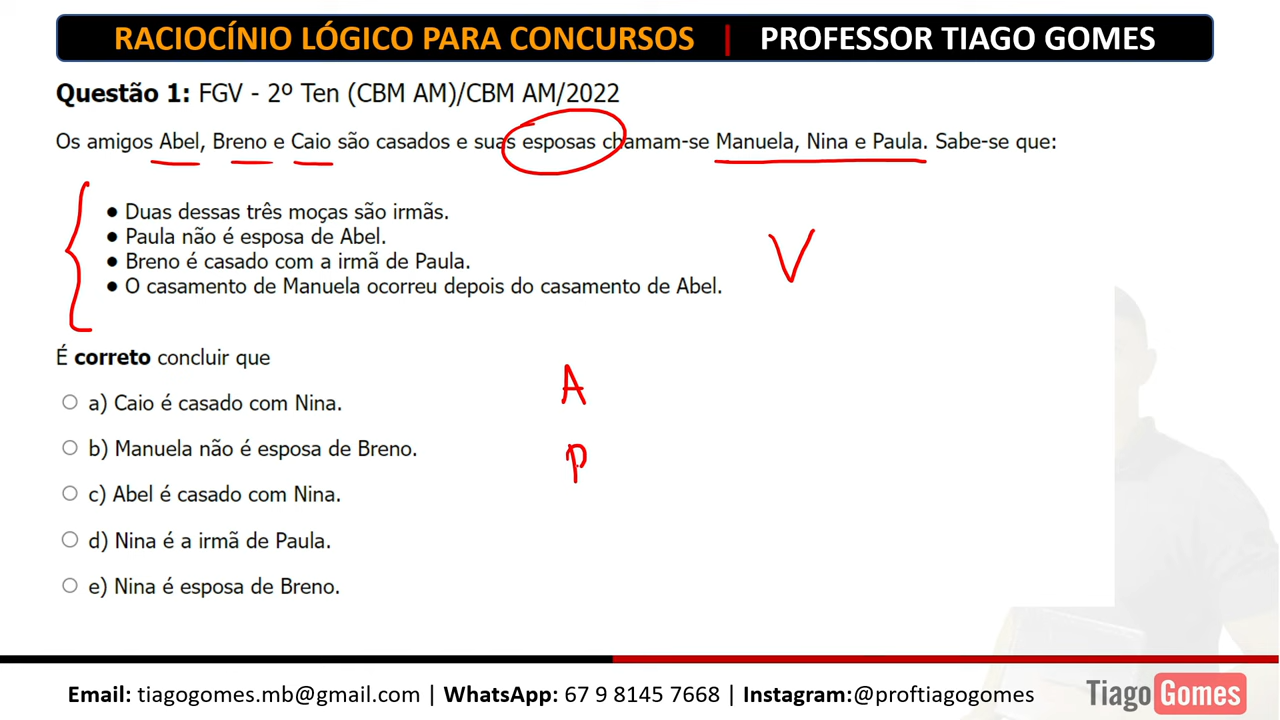 RACIOCÍNIO LÓGICO PARA CONCURSOS | PROFESSOR TIAGO GOMES
Questão 1: FGV - 2º Ten (CBM AM)/CBM AM/2022
Os amigos Abel, Breno e Caio são casados e suas esposas chamam-se Manuela, Nina e Paula. Sabe-se que:
● Duas dessas três moças são irmãs.
● Paula não é esposa de Abel.
● Breno é casado com a irmã de Paula.
● O casamento de Manuela ocorreu depois do casamento de Abel.
V
É correto concluir que
A
a) Caio é casado com Nina.
b) Manuela não é esposa de Breno.
P
c) Abel é casado com Nina.
d) Nina é a irmã de Paula.
e) Nina é esposa de Breno.
Email: tiagogomes.mb@gmail.com | WhatsApp: 67 9 8145 7668 | Instagram:@proftiagogomes
Tiago Gomes